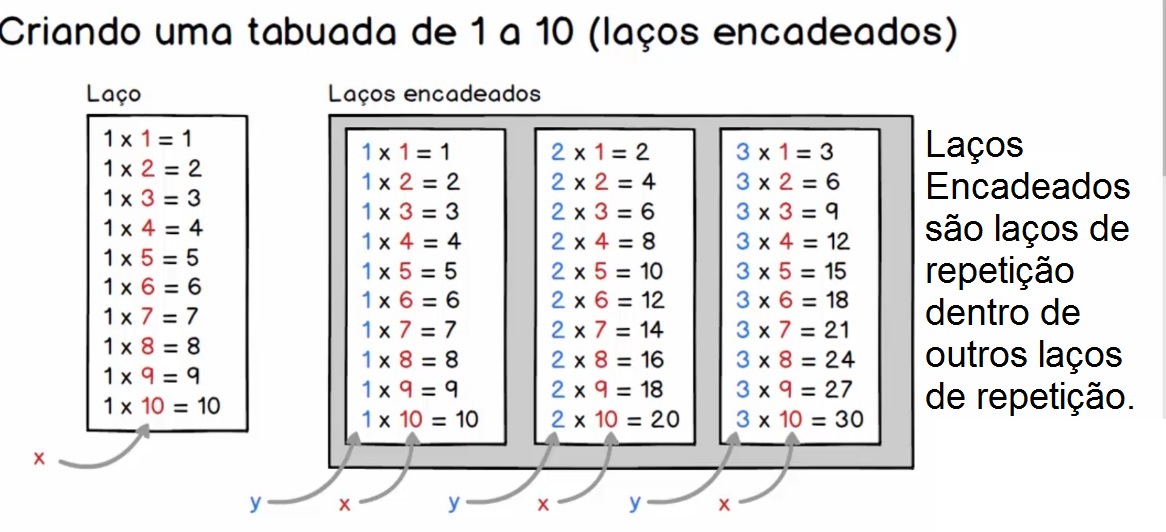 Criando uma tabuada de 1 a 10 (laços encadeados)
Laço
1 x 1 = 1
1 x 2 = 2
1 x 3 = 3
1 x 4 = 4
1 x 5 = 5
1 x 6 = 6
1 x 7 = 7
1 x 8 = 8
1 x 9 = 9
1 x 10 = 10
x
Laços encadeados
1 x 1 = 1
1 x 2 = 2
1 x 3 = 3
1 x 4 = 4
1 x 5 = 5
1 x 6 = 6
1 x 7 = 7
1 x 8 = 8
1 x 9 = 9
1 x 10 = 10
y x
2 x 1 = 2
2 x 2 = 4
2 x 3 = 6
2 x 4 = 8
2 x 5 = 10
2 x 6 = 12
2 x 7 = 14
2 x 8 = 16
2 x 9 = 18
2 x 10 = 20
y x
3 x 1 = 3
3 x 2 = 6
3 x 3 = 9
3 x 4 = 12
3 x 5 = 15
3 x 6 = 18
3 x 7 = 21
3 x 8 = 24
3 x 9 = 27
3 x 10 = 30
y x
Laços
Encadeados
são laços de
repetição
dentro de
outros laços
de repetição.